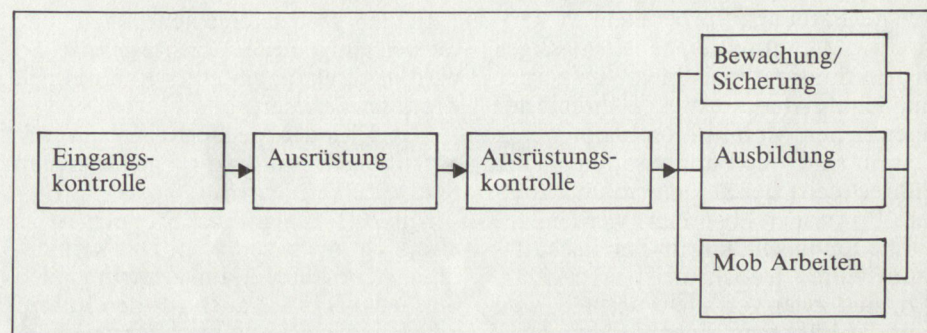 Eingangs-
kontrolle
Ausrüstung
Ausrüstungs-
kontrolle
Bewachung/
Sicherung
Ausbildung
Mob Arbeiten